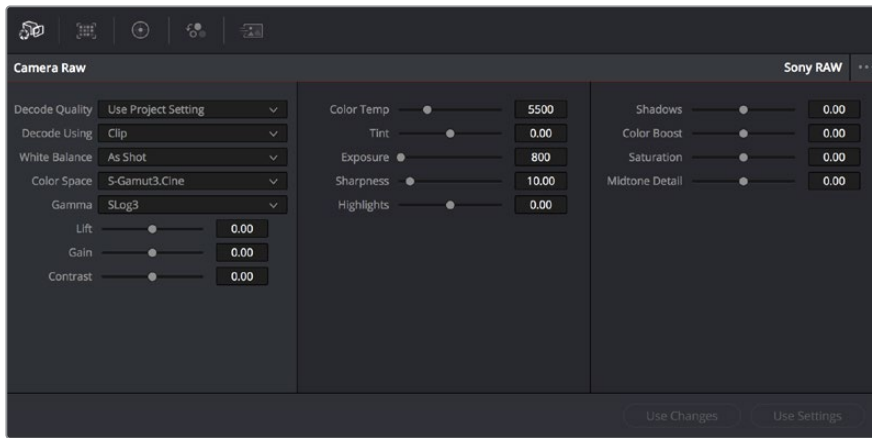 Camera Raw
Sony RAW
Decode Quality Use Project Setting
Decode Using Clip
White Balance As Shot
Color Space S-Gamut3.Cine
Gamma SLog3
Lift 0.00
Gain 0.00
Contrast 0.00
Color Temp 5500
Tint 0.00
Exposure 800
Sharpness 10.00
Highlights 0.00
Shadows 0.00
Color Boost 0.00
Saturation 0.00
Midtone Detail 0.00
Use Changes
Use Settings